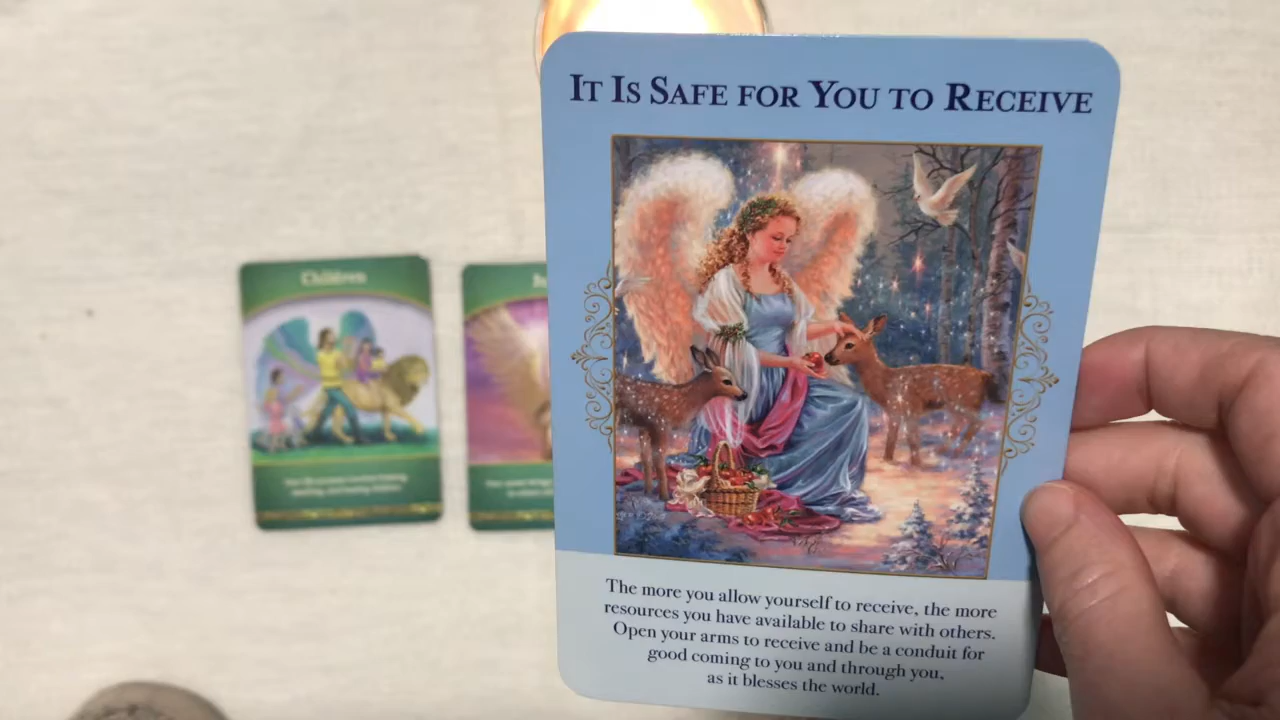 IT IS SAFE FOR YOU TO RECEIVE
The more you allow yourself to receive, the more
resources you have available to share with others.
Open your arms to receive and be a conduit for
good coming to you and through you,
as it blesses the world.
Children